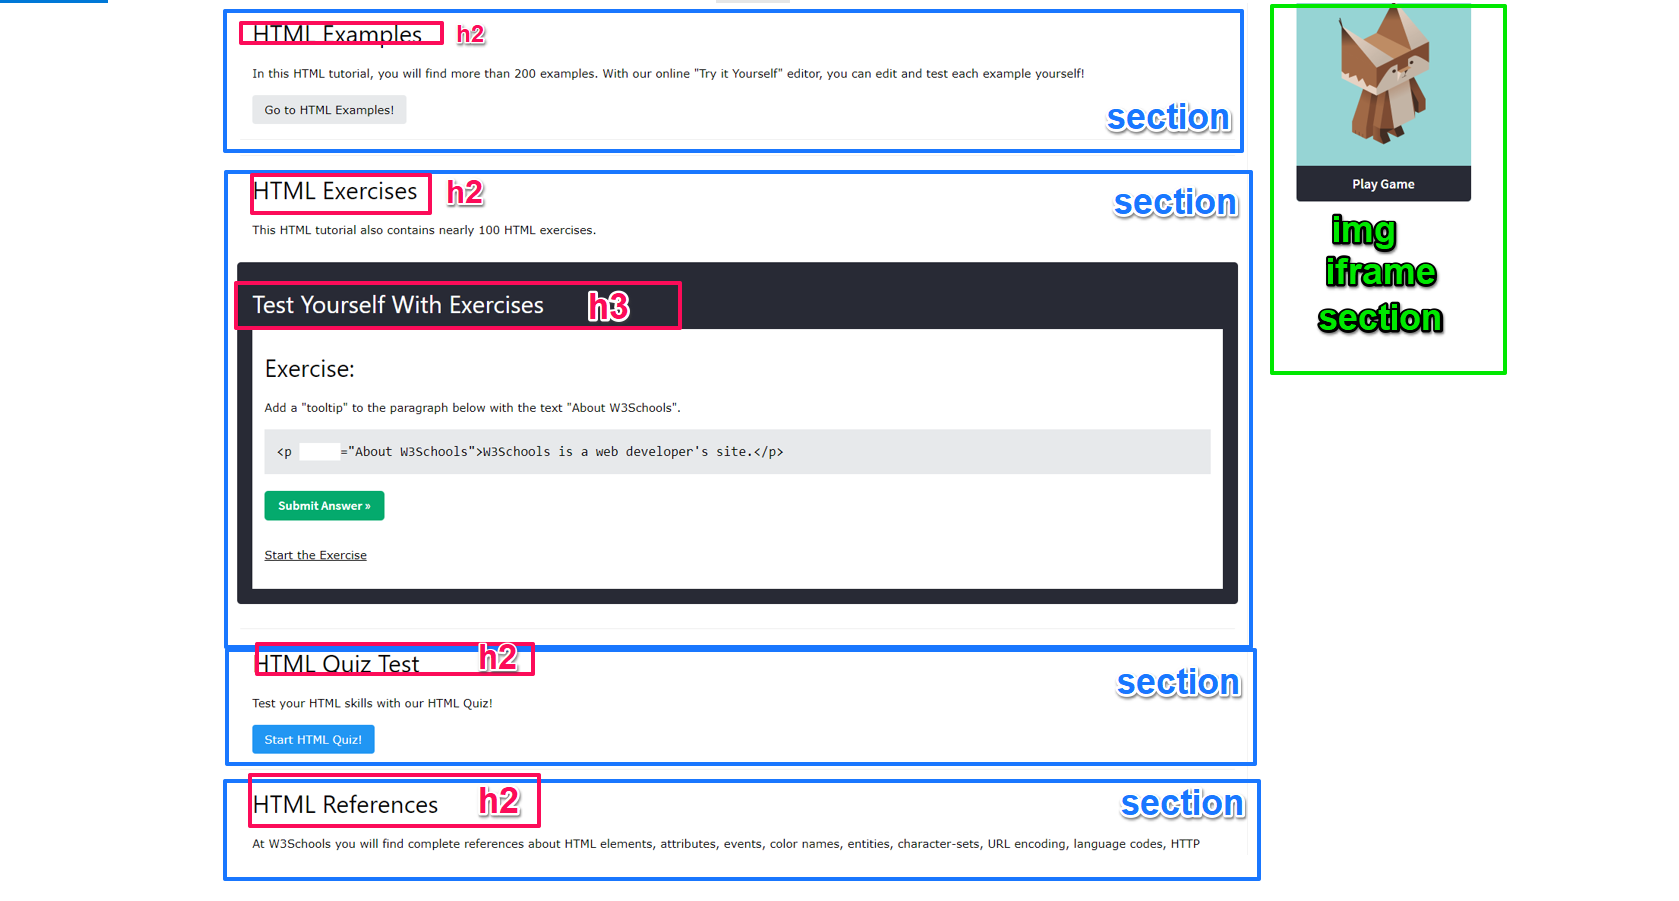 HTML Examples h2
In this HTML tutorial, you will find more than 200 examples. With our online "Try it Yourself" editor, you can edit and test each example yourself!
Go to HTML Examples!
section
HTML Exercises h2
section
This HTML tutorial also contains nearly 100 HTML exercises.
Test Yourself With Exercises h3
Exercise:
Add a "tooltip" to the paragraph below with the text "About W3Schools".
<p ="About W3Schools">W3Schools is a web developer's site.</p>
Submit Answer »
Start the Exercise
HTML Quiz Test h2
section
Test your HTML skills with our HTML Quiz!
Start HTML Quiz!
HTML References h2
section
At W3Schools you will find complete references about HTML elements, attributes, events, color names, entities, character-sets, URL encoding, language codes, HTTP
Play Game
img
iframe
section